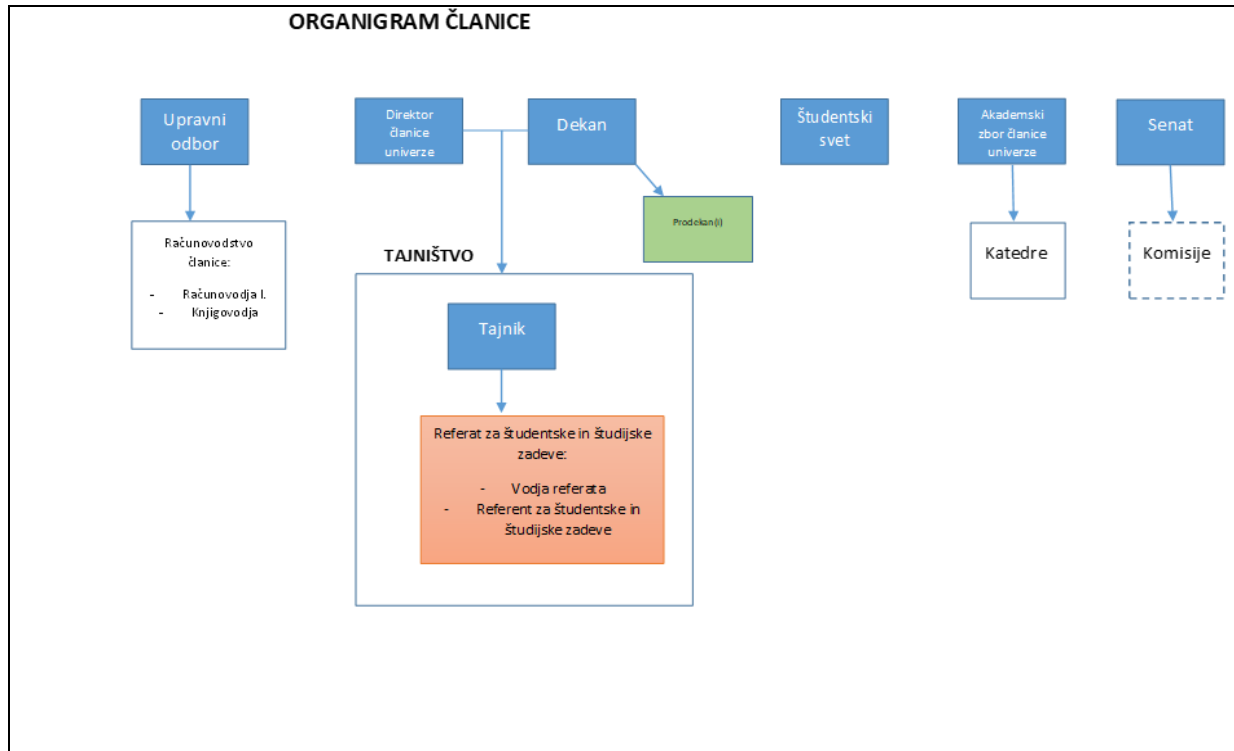 ORGANIGRAM ČLANICE
Upravni
odbor
Direktor
članice
univerze
Dekan
Študentski
svet
Akademski
zbor članice
univerze
Senat
Prodekan(i)
Računovodstvo
članice:
- Računovodja I.
- Knjigovodja
TAJNIŠTVO
Katedre
Komisije
Tajnik
Referat za študentske in študijske
zadeve:
- Vodja referata
- Referent za študentske in
študijske zadeve